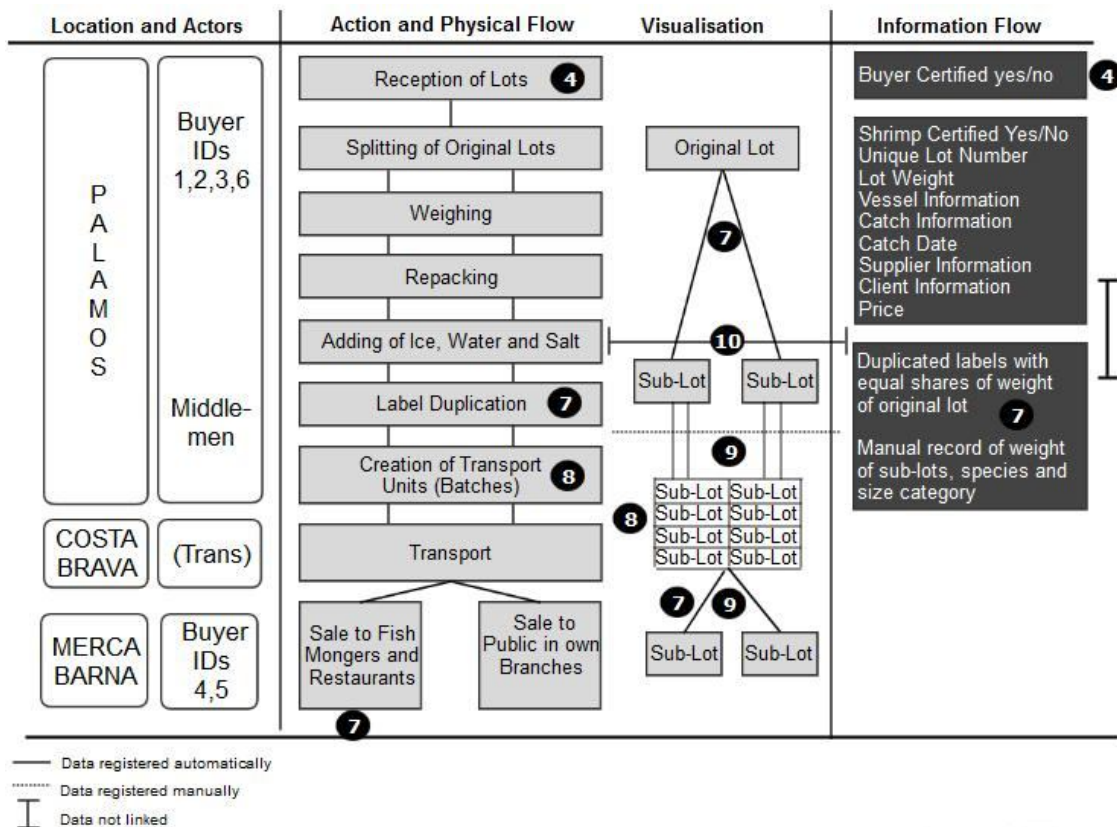 Location and Actors
Action and Physical Flow
Visualisation
Information Flow
P
A
L
A
M
O
S
Buyer
IDs
1,2,3,6
Middle-
men
COSTA
BRAVA
(Trans)
MERCA
BARNA
Buyer
IDs
4,5
Reception of Lots 4
Splitting of Original Lots
Weighing
Repacking
Adding of Ice, Water and Salt
Label Duplication 7
Creation of Transport
Units (Batches) 8
Transport
Sale to Fish
Mongers and
Restaurants
7
Sale to
Public in own
Branches
Original Lot
7
10
Sub-Lot Sub-Lot
9
8
Sub-Lot Sub-Lot
Sub-Lot Sub-Lot
Sub-Lot Sub-Lot
Sub-Lot Sub-Lot
7 9
Sub-Lot Sub-Lot
Buyer Certified yes/no 4
Shrimp Certified Yes/No
Unique Lot Number
Lot Weight
Vessel Information
Catch Information
Catch Date
Supplier Information
Client Information
Price
Duplicated labels with
equal shares of weight
of original lot 7
Manual record of weight
of sub-lots, species and
size category
Data registered automatically
Data registered manually
Data not linked